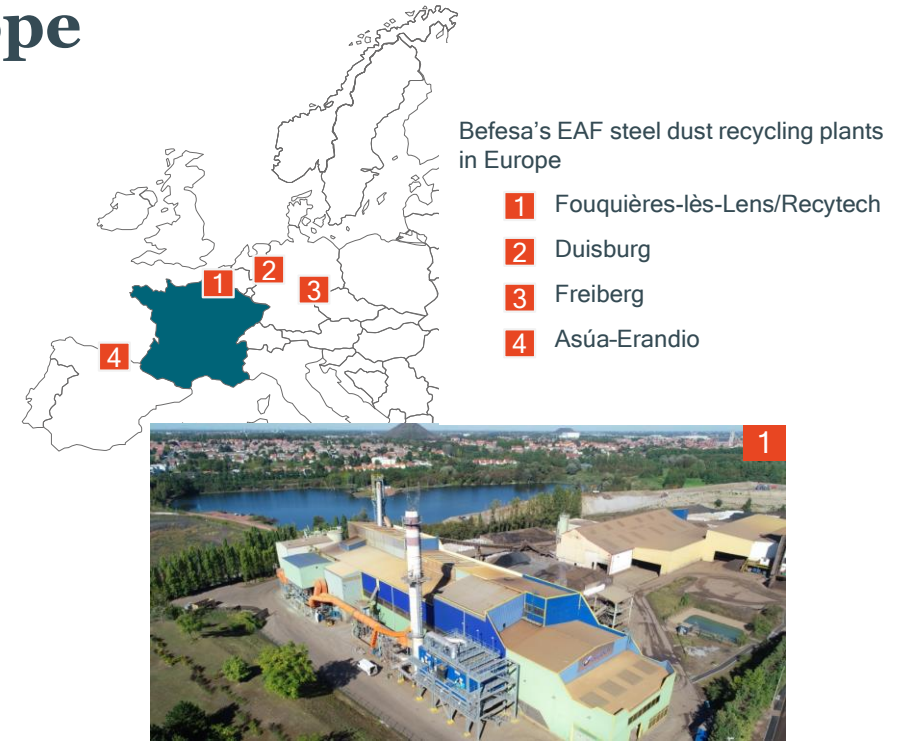 ope
Befesa’s EAF steel dust recycling plants
in Europe
1 Fouquières-lès-Lens/Recytech
2 Duisburg
3 Freiberg
4 Asúa-Erandio
1
2
3
4
1